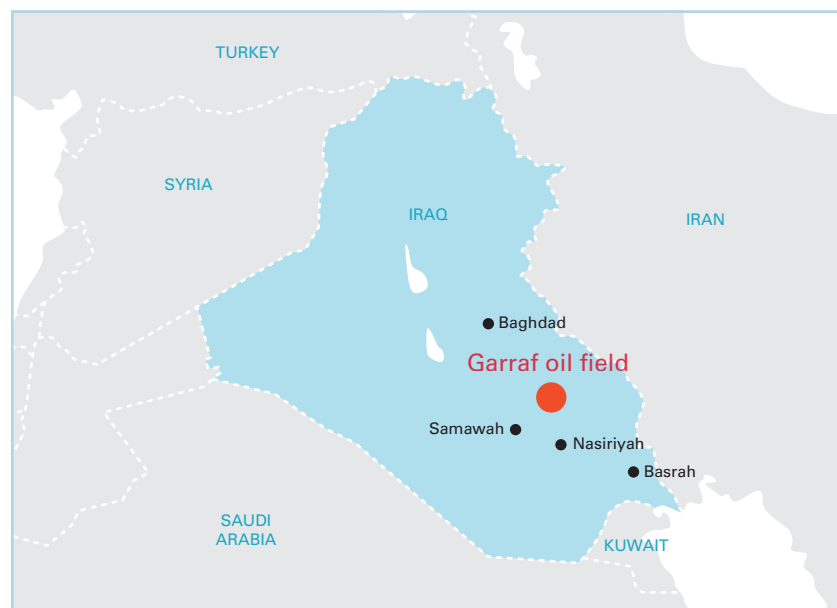 TURKEY
SYRIA
IRAQ
IRAN
Baghdad
Garraf oil field
Samawah
Nasiriyah
Basrah
SAUDI
ARABIA
KUWAIT